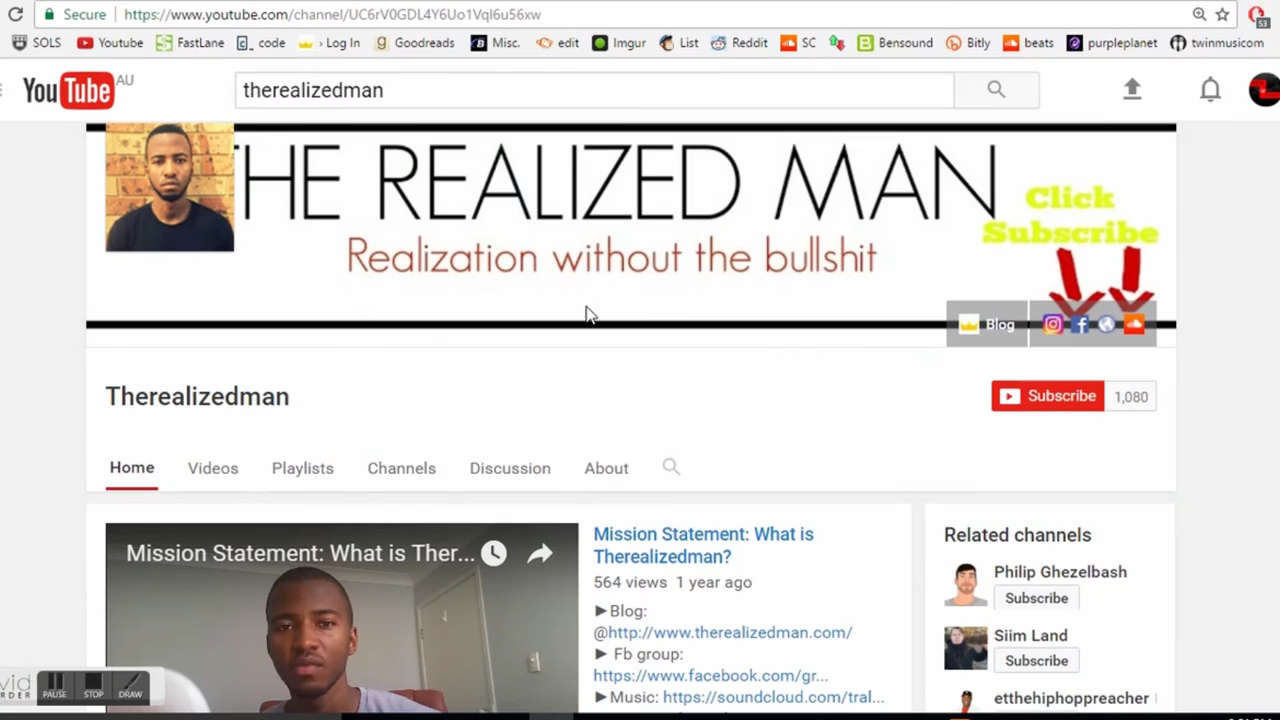 Secure https://www.youtube.com/channel/UC6rV0GDL4Y6Uo1Vql6u56xw
SOLS Youtube FastLane code › Log In Goodreads Misc. edit Imgur List Reddit SC Bensound Bitly beats purpleplanet twinmusicom
YouTube AU therealizedman
THE REALIZED MAN
Realization without the bullshit
Click
Subscribe
Blog
Therealizedman
Subscribe 1,080
Home Videos Playlists Channels Discussion About
Mission Statement: What is Ther...
Mission Statement: What is
Therealizedman?
564 views 1 year ago
►Blog:
@http://www.therealizedman.com/
► Fb group:
https://www.facebook.com/gr...
►Music: https://soundcloud.com/tral...
Related channels
Philip Ghezelbash
Subscribe
Siim Land
Subscribe
etthehiphoppreacher
PAUSE STOP DRAW